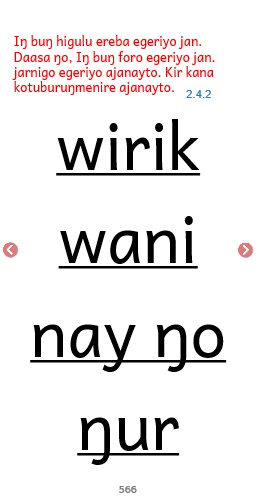 Iŋ buŋ higulu ereba egeriyo jan.
Daasa ŋo, Iŋ buŋ foro egeriyo jan.
jarnigo egeriyo ajanayto. Kir kana
kotuburuŋmenire ajanayto.
2.4.2
wirik
wani
nay ŋo
ŋur
566